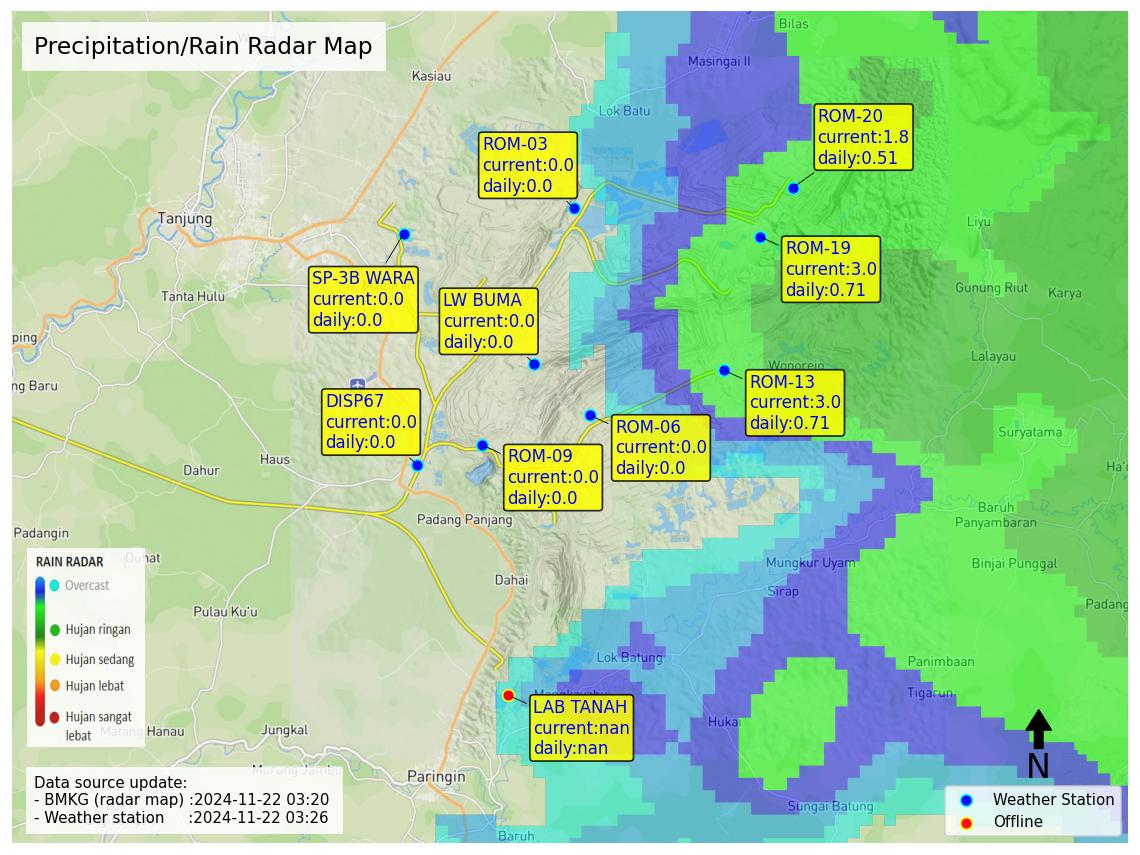 Precipitation/Rain Radar Map
Bilas
Masingai II
Kasiau
Lok Batu
ROM-20
current:1.8
daily:0.51
ROM-03
current:0.0
daily:0.0
Tanjung
Liyu
ROM-19
current:3.0
daily:0.71
SP-3B WARA
current:0.0
daily:0.0
LW BUMA
current:0.0
daily:0.0
Tanta Hulu
Gunung Riut
Karya
ping
Lalayau
Wonorejo
ng Baru
ROM-13
current:3.0
daily:0.71
DISP67
current:0.0
daily:0.0
ROM-06
current:0.0
daily:0.0
Suryatama
ROM-09
current:0.0
daily:0.0
Haus
Dahur
Ha'u
Baruh
Panyambaran
Padang Panjang
Padangin
Duhat
Mungkur Uyam
Binjai Punggal
Dahai
Sirap
Padang
Pulau Ku'u
RAIN RADAR
Overcast
Hujan ringan
Hujan sedang
Hujan lebat
Hujan sangat
lebat
Lok Batung
Panimbaan
Tigarun
LAB TANAH
current:nan
daily:nan
Matang Hanau
Jungkal
Hukai
N
Murung Jambu
Paringin
Data source update:
- BMKG (radar map) :2024-11-22 03:20
- Weather station :2024-11-22 03:26
Sungai Batung
Baruh
Weather Station
Offline